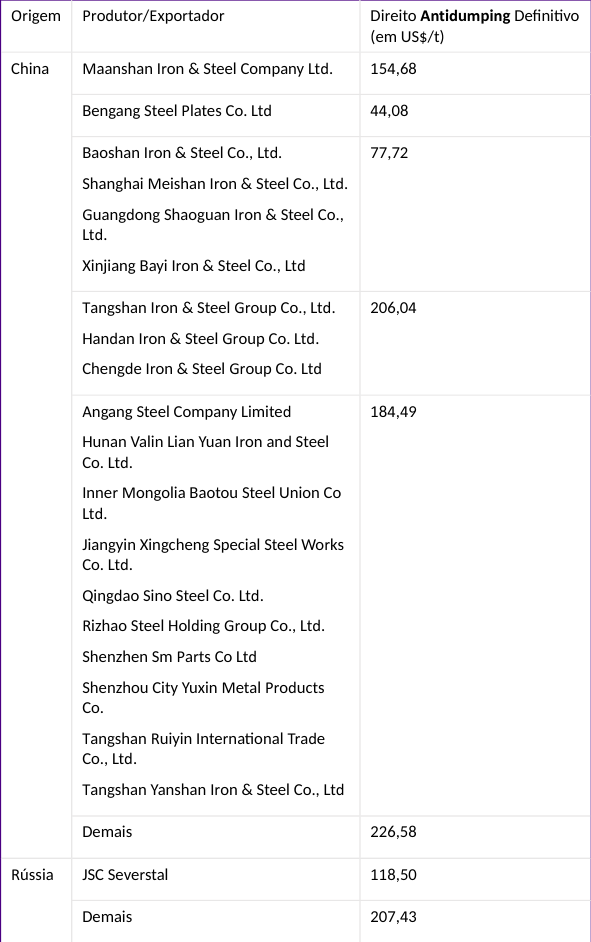 Origem Produtor/Exportador Direito Antidumping Definitivo
(em US$/t)
China Maanshan Iron & Steel Company Ltd. 154,68
Bengang Steel Plates Co. Ltd 44,08
Baoshan Iron & Steel Co., Ltd. 77,72
Shanghai Meishan Iron & Steel Co., Ltd.
Guangdong Shaoguan Iron & Steel Co.,
Ltd.
Xinjiang Bayi Iron & Steel Co., Ltd
Tangshan Iron & Steel Group Co., Ltd. 206,04
Handan Iron & Steel Group Co. Ltd.
Chengde Iron & Steel Group Co. Ltd
Angang Steel Company Limited 184,49
Hunan Valin Lian Yuan Iron and Steel
Co. Ltd.
Inner Mongolia Baotou Steel Union Co
Ltd.
Jiangyin Xingcheng Special Steel Works
Co. Ltd.
Qingdao Sino Steel Co. Ltd.
Rizhao Steel Holding Group Co., Ltd.
Shenzhen Sm Parts Co Ltd
Shenzhou City Yuxin Metal Products
Co.
Tangshan Ruiyin International Trade
Co., Ltd.
Tangshan Yanshan Iron & Steel Co., Ltd
Demais 226,58
Rússia JSC Severstal 118,50
Demais 207,43